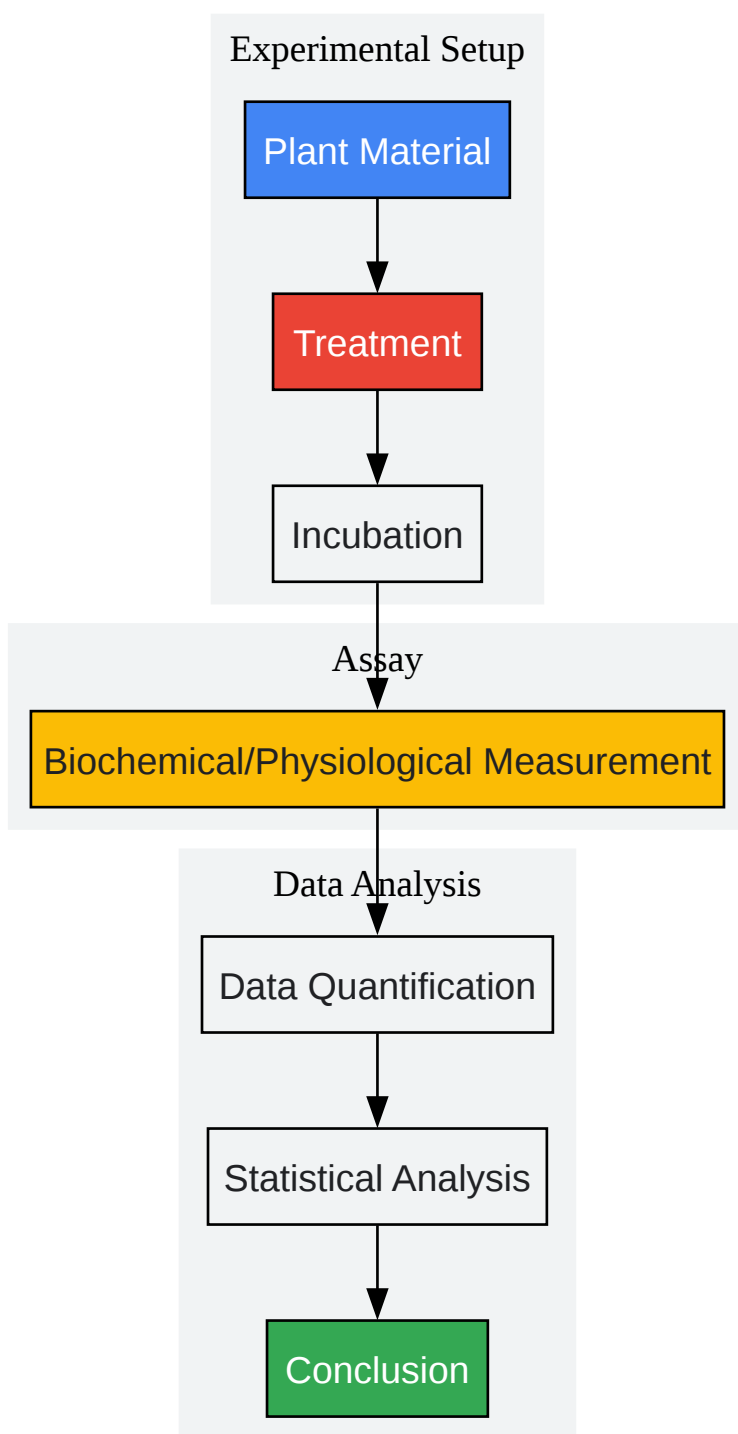 Experimental Setup
Plant Material
Treatment
Incubation
Assay
Biochemical/Physiological Measurement
Data Analysis
Data Quantification
Statistical Analysis
Conclusion